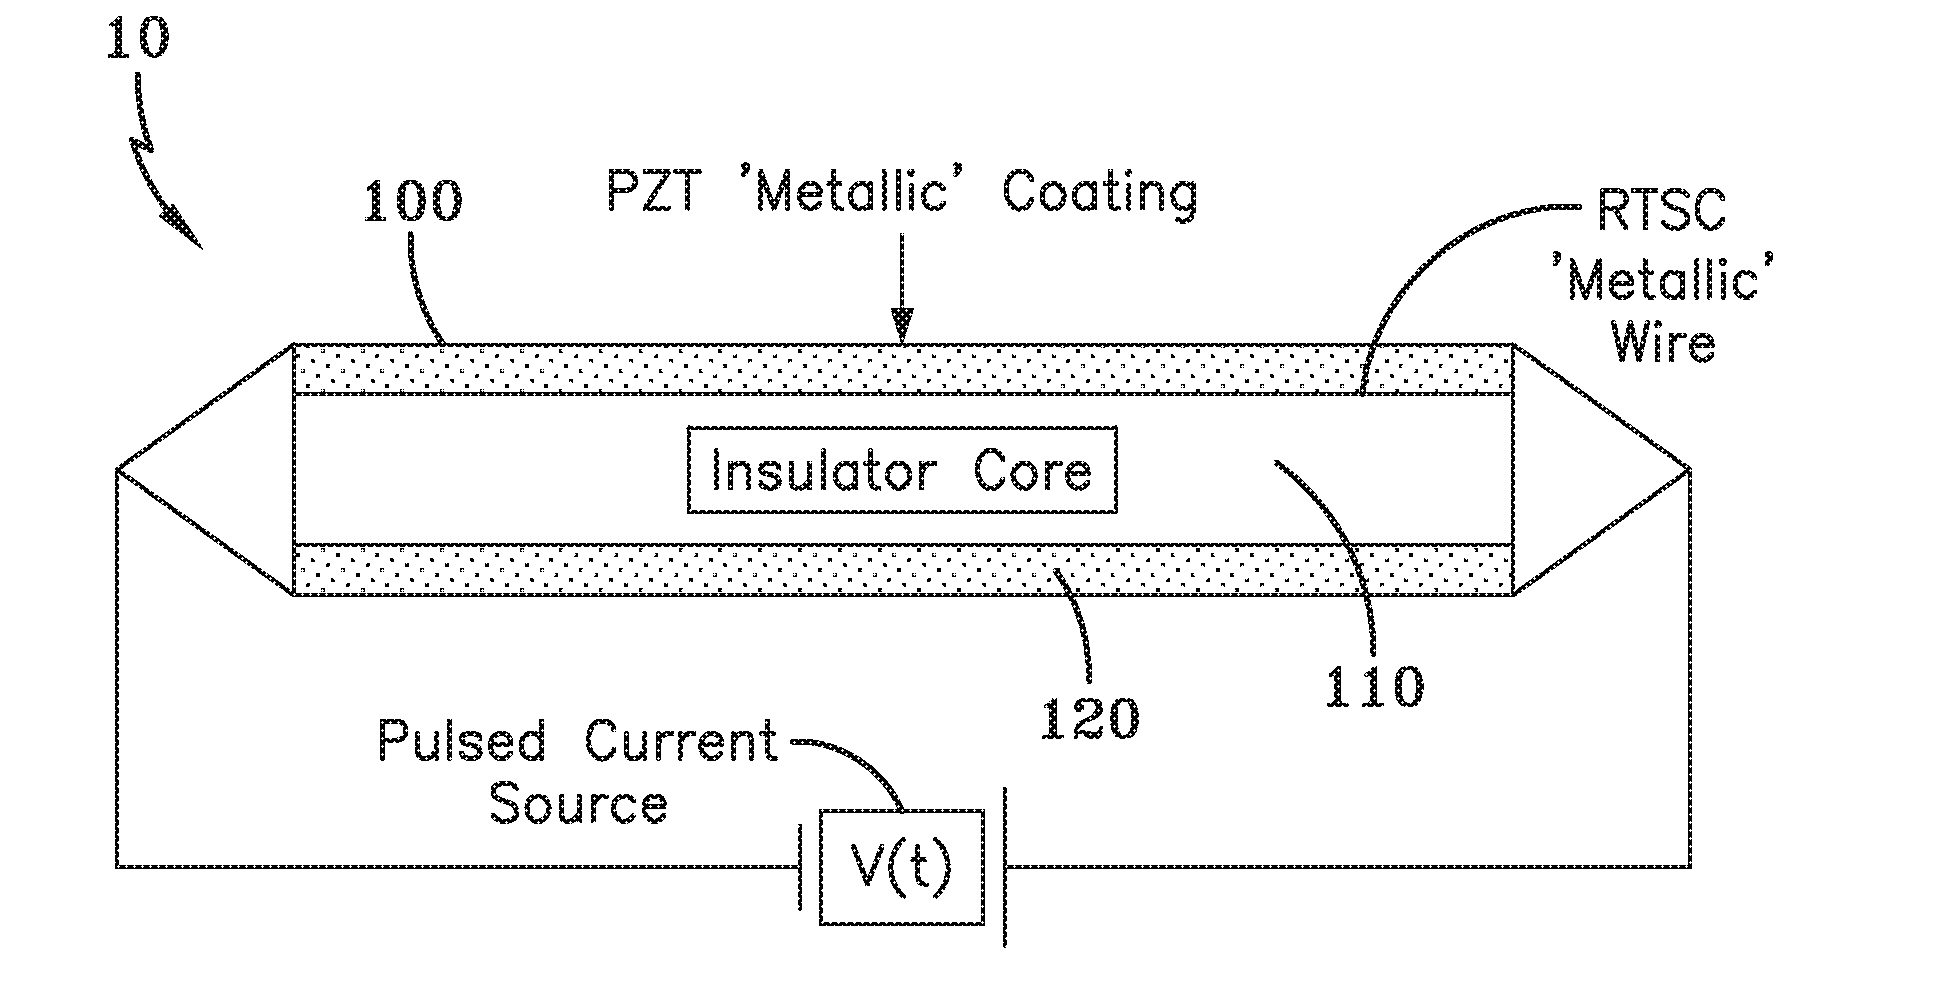 10
100
PZT 'Metallic' Coating
RTSC
'Metallic'
Wire
Insulator Core
110
120
Pulsed Current
Source
V(t)